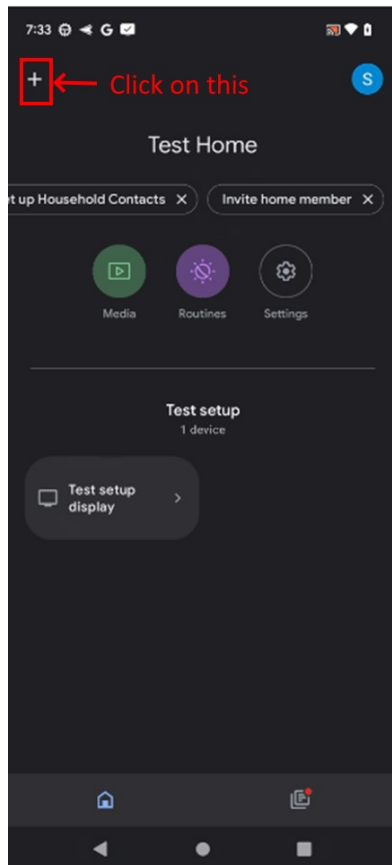 7:33 G
+ Click on this S
Test Home
t up Household Contacts X Invite home member X
Media Routines Settings
Test setup
1 device
Test setup
display